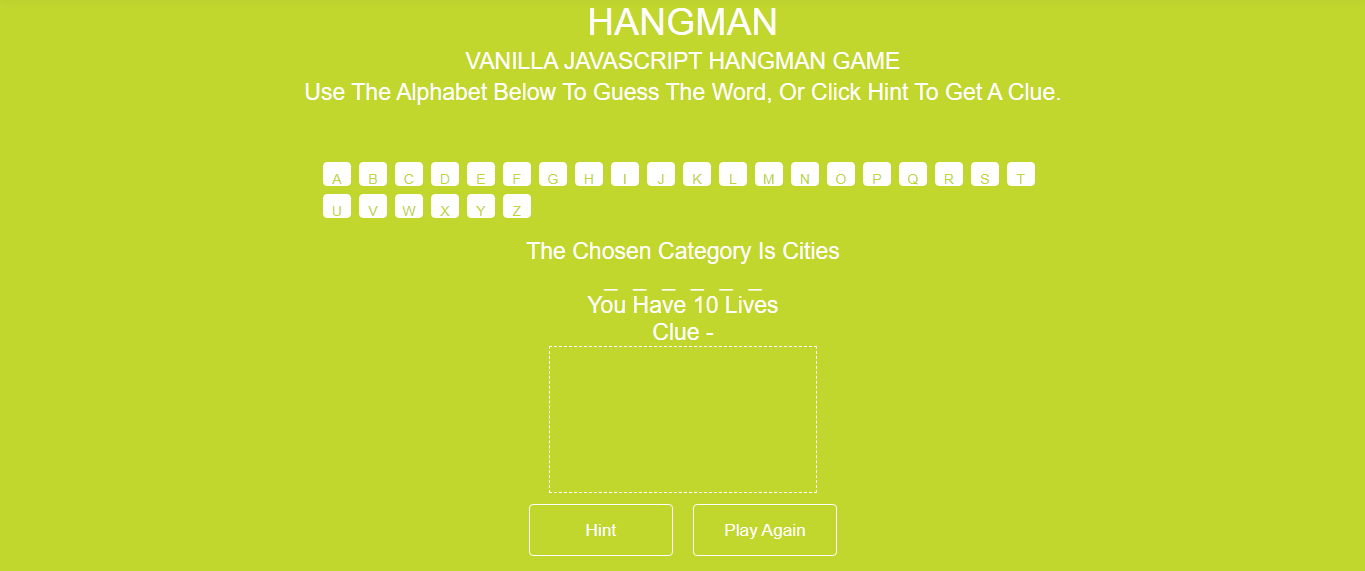 HANGMAN
VANILLA JAVASCRIPT HANGMAN GAME
Use The Alphabet Below To Guess The Word, Or Click Hint To Get A Clue.
A B C D E F G H I J K L M N O P Q R S T
U V W X Y Z
The Chosen Category Is Cities
_ _ _ _ _ _
You Have 10 Lives
Clue -
Hint Play Again